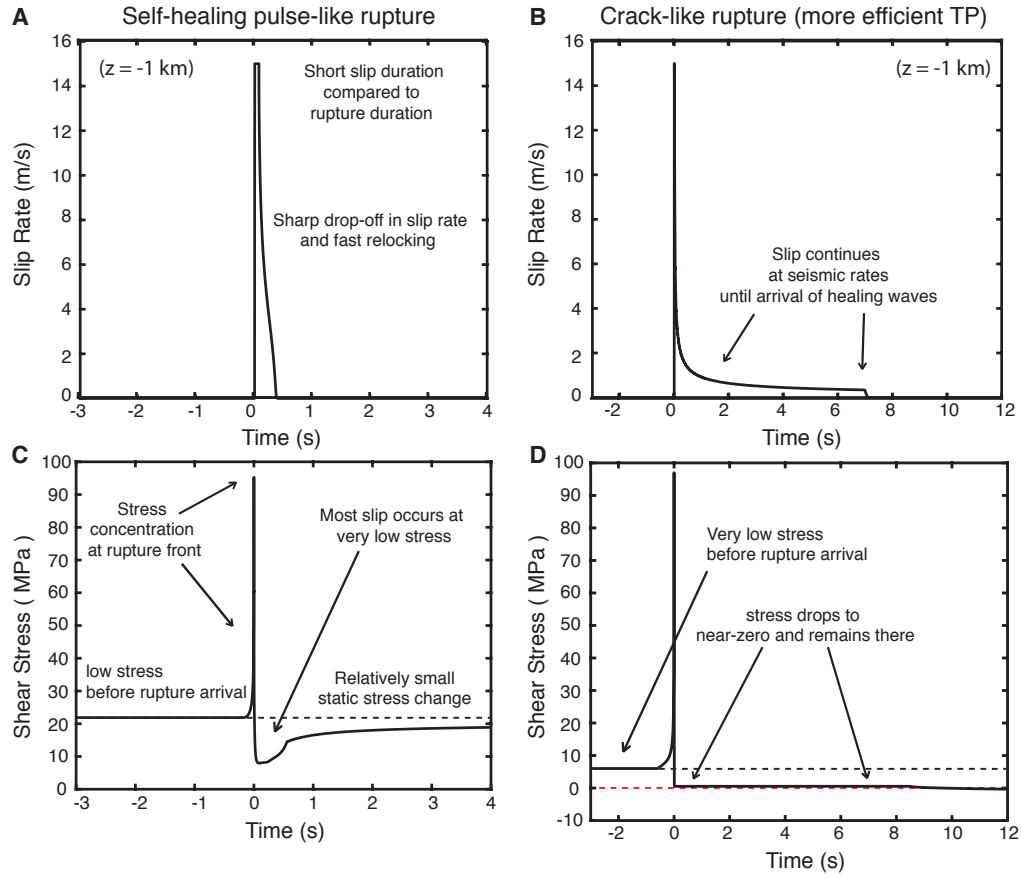 A
Self-healing pulse-like rupture
16
14
12
10
8
6
4
2
0
Slip Rate (m/s)
(z = -1 km)
Short slip duration
compared to
rupture duration
Sharp drop-off in slip rate
and fast relocking
-3
-2
-1
0
1
2
3
4
Time (s)
B
Crack-like rupture (more efficient TP)
16
14
12
10
8
6
4
2
0
Slip Rate (m/s)
(z = -1 km)
Slip continues
at seismic rates
until arrival of healing waves
-2
0
2
4
6
8
10
12
Time (s)
C
100
90
80
70
60
50
40
30
20
10
0
Shear Stress ( MPa )
Stress
concentration
at rupture front
Most slip occurs at
very low stress
low stress
before rupture arrival
Relatively small
static stress change
-3
-2
-1
0
1
2
3
4
Time (s)
D
100
90
80
70
60
50
40
30
20
10
0
-10
Shear Stress ( MPa )
Very low stress
before rupture arrival
stress drops to
near-zero and remains there
-2
0
2
4
6
8
10
12
Time (s)